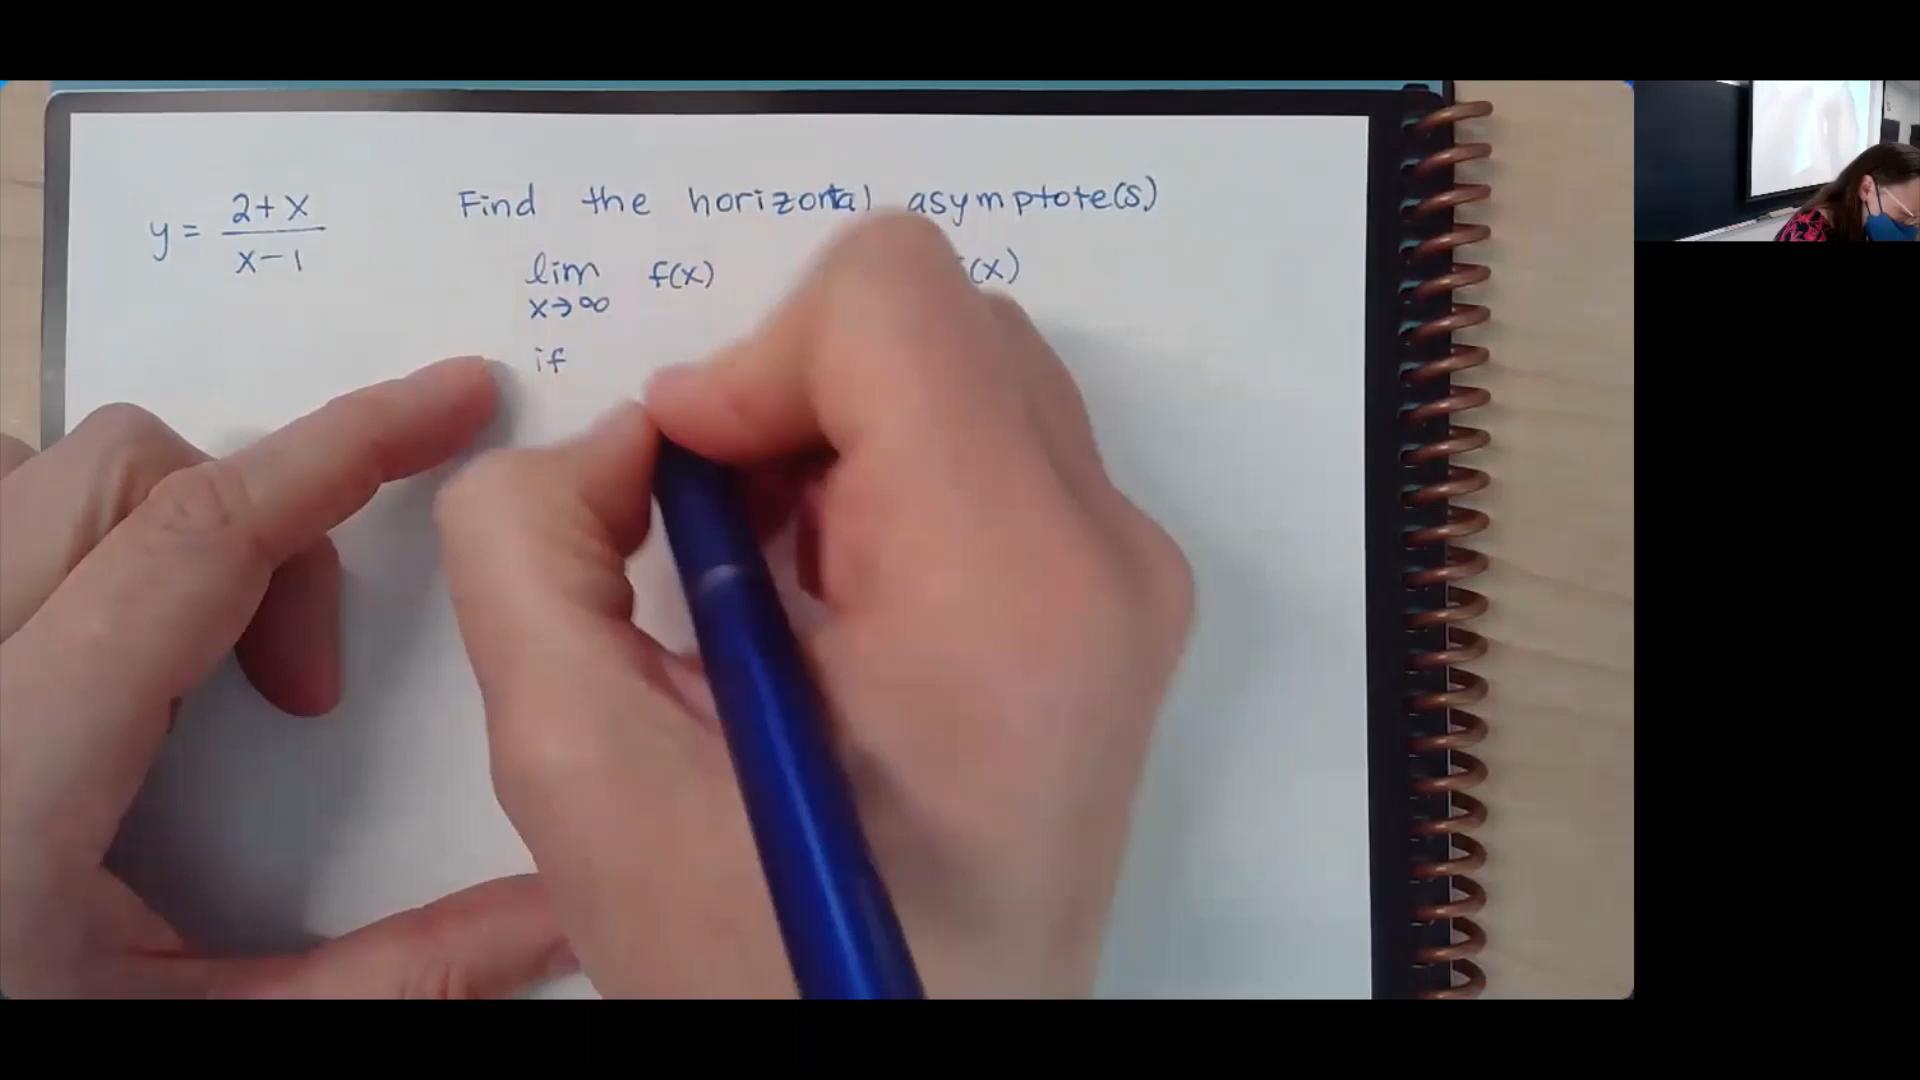 y = (2+x)/(x-1)
Find the horizontal asymptote(s)
lim x→∞ f(x) (x)
if